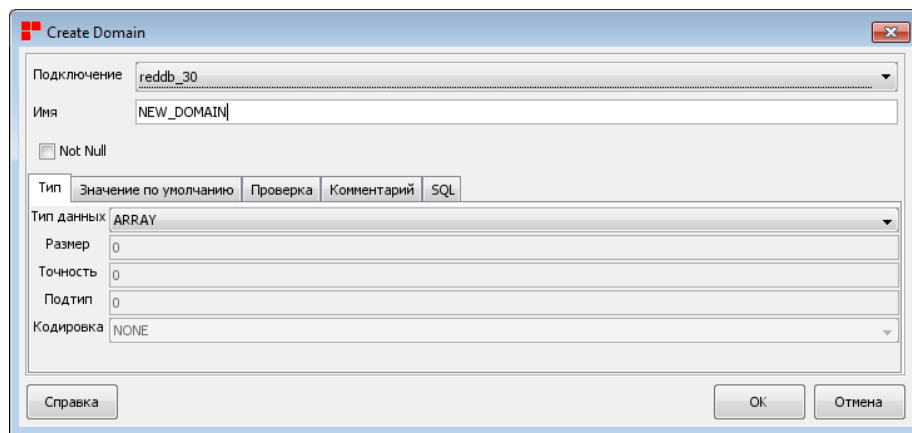 Create Domain
Подключение reddb_30
Имя NEW_DOMAIN
Not Null
Тип Значение по умолчанию Проверка Комментарий SQL
Тип данных ARRAY
Размер 0
Точность 0
Подтип 0
Кодировка NONE
Справка OK Отмена